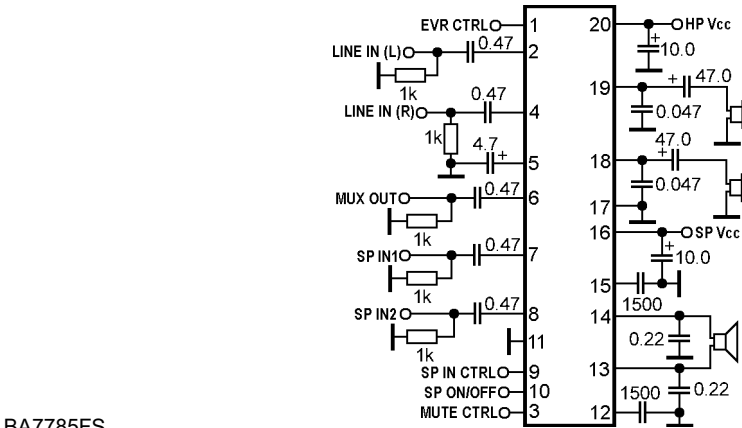 EVR CTRL 1 20 HP Vcc
+ 10.0
LINE IN (L) 0.47 2
1k
19 + 47.0
0.047
LINE IN (R) 0.47 4
1k
4.7 + 5
47.0
18 +
0.047
MUX OUT 0.47 6
1k
17
16 SP Vcc
+ 10.0
SP IN1 0.47 7
1k
15
1500
SP IN2 0.47 8
1k
14
0.22
11
13
SP IN CTRL 9
SP ON/OFF 10
1500 0.22
MUTE CTRL 3 12